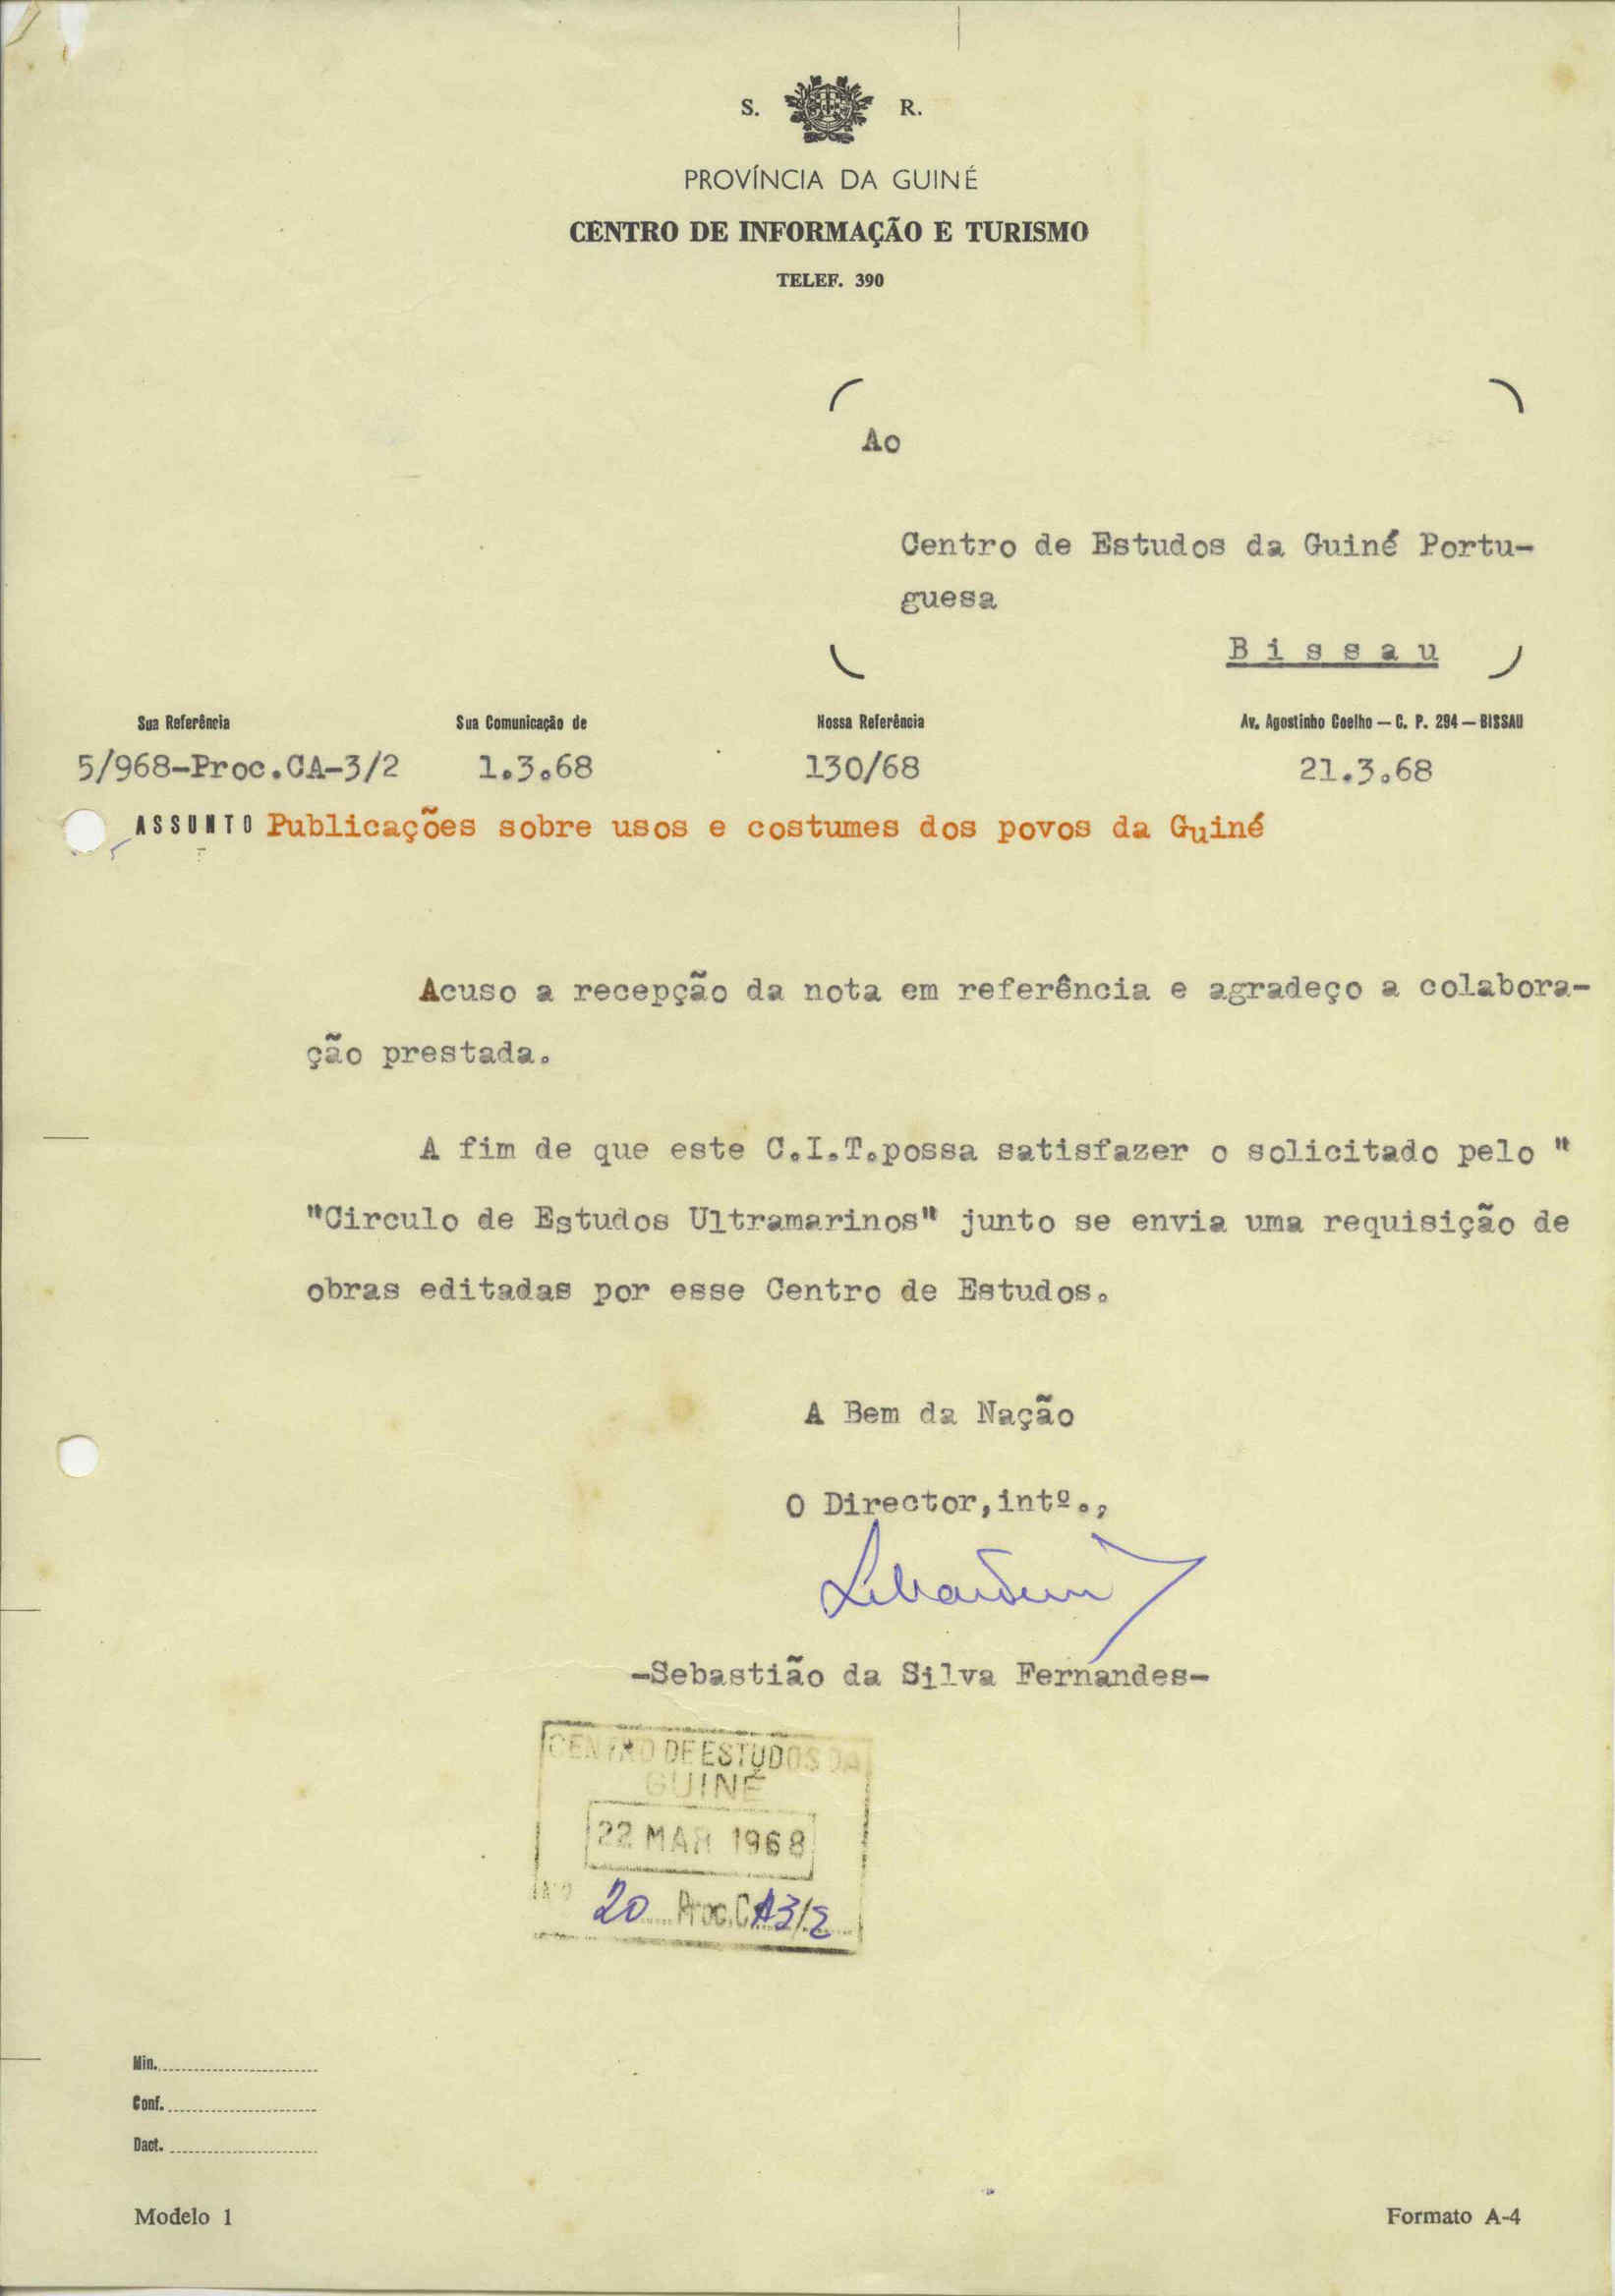 S. R.
PROVÍNCIA DA GUINÉ
CENTRO DE INFORMAÇÃO E TURISMO
TELEF. 390
Ao
Centro de Estudos da Guiné Portu-
guesa
B i s s a u
Sua Referência Sua Comunicação de Nossa Referência Av. Agostinho Coelho — C. P. 294 — BISSAU
5/968-Proc.CA-3/2 1.3.68 130/68 21.3.68
ASSUNTO Publicações sobre usos e costumes dos povos da Guiné
Acuso a recepção da nota em referência e agradeço a colabora-
ção prestada.
A fim de que este C.I.T.possa satisfazer o solicitado pelo "
"Circulo de Estudos Ultramarinos" junto se envia uma requisição de
obras editadas por esse Centro de Estudos.
A Bem da Nação
O Director,intº.,
-Sebastião da Silva Fernandes-
CENTRO DE ESTUDOS DA
GUINÉ
22 MAR 1968
Nº 20 Proc. CA3/2
Min.
Conf.
Dact.
Modelo 1 Formato A-4